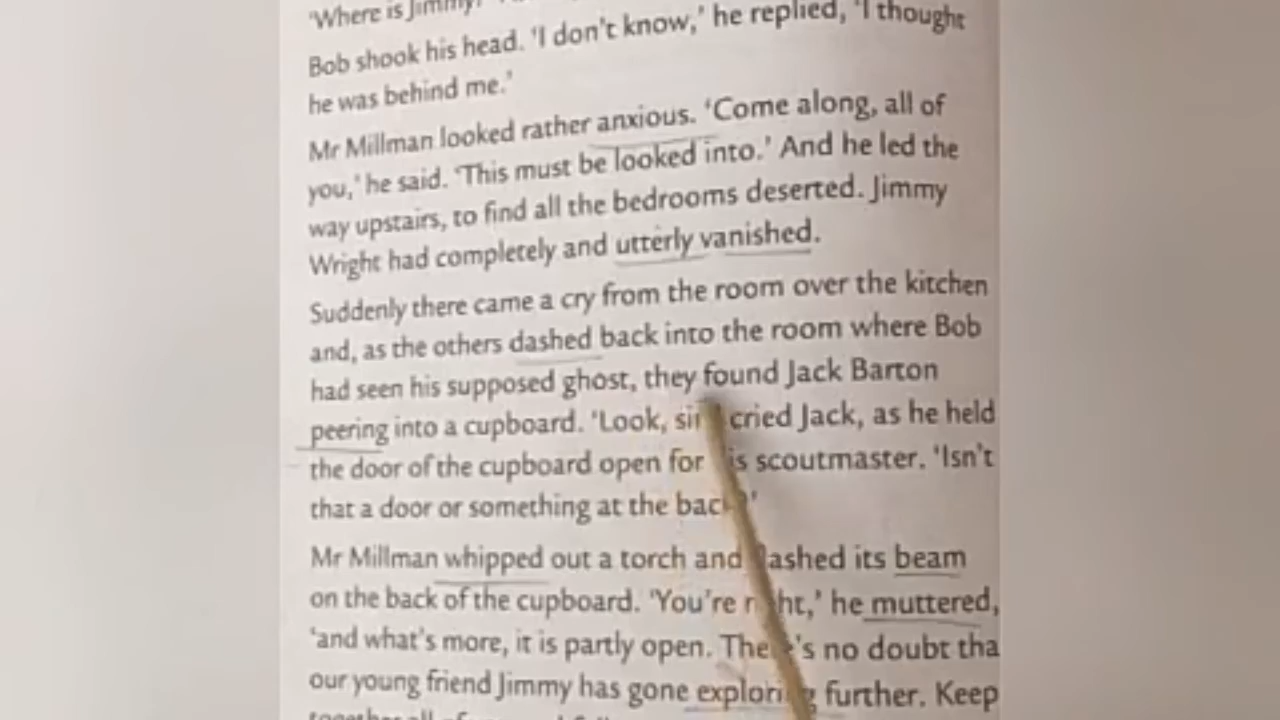 'Where is Jimmy?
Bob shook his head. 'I don't know,' he replied, 'I thought
he was behind me.'
Mr Millman looked rather anxious. 'Come along, all of
you,' he said. 'This must be looked into.' And he led the
way upstairs, to find all the bedrooms deserted. Jimmy
Wright had completely and utterly vanished.
Suddenly there came a cry from the room over the kitchen
and, as the others dashed back into the room where Bob
had seen his supposed ghost, they found Jack Barton
peering into a cupboard. 'Look, sir cried Jack, as he held
the door of the cupboard open for his scoutmaster. 'Isn't
that a door or something at the back?'
Mr Millman whipped out a torch and flashed its beam
on the back of the cupboard. 'You're right,' he muttered,
'and what's more, it is partly open. There's no doubt tha
our young friend Jimmy has gone exploring further. Keep
together all of